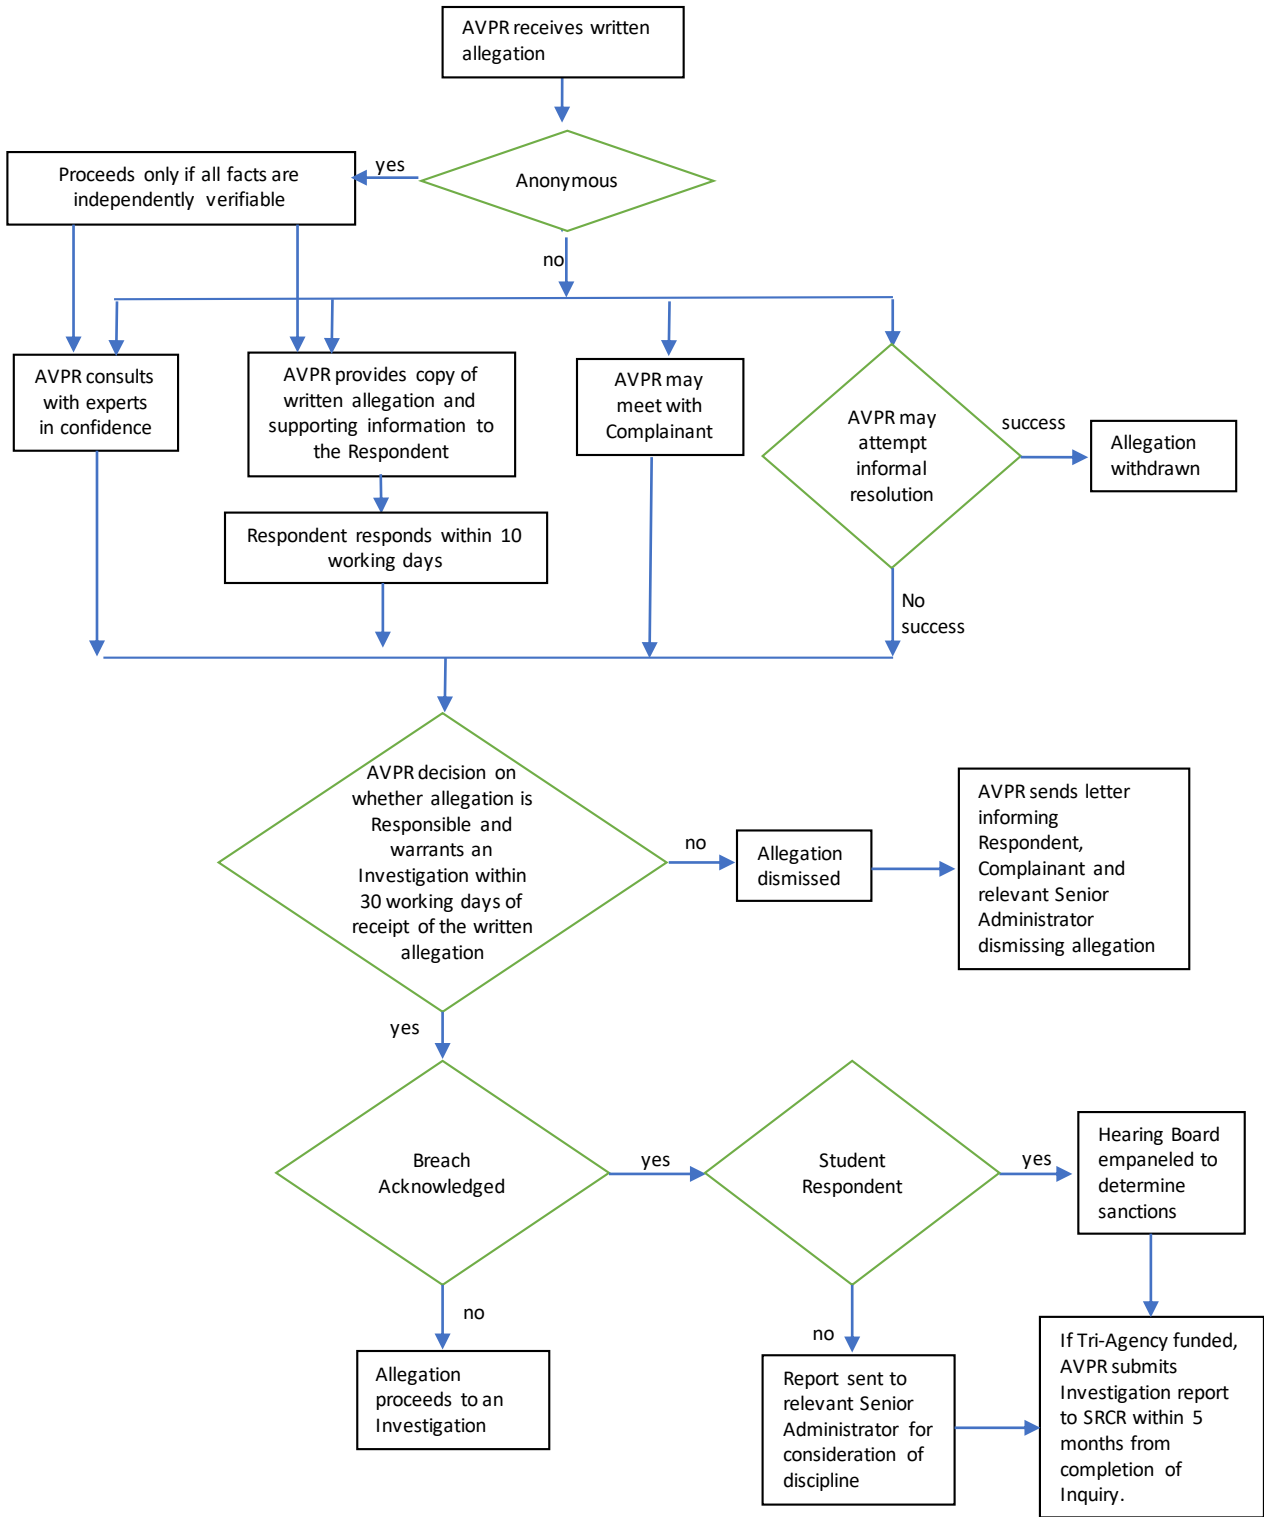 AVPR receives written
allegation
Anonymous
yes
Proceeds only if all facts are
independently verifiable
no
AVPR consults
with experts
in confidence
AVPR provides copy of
written allegation and
supporting information to
the Respondent
AVPR may
meet with
Complainant
AVPR may
attempt
informal
resolution
success
Allegation
withdrawn
Respondent responds within 10
working days
No
success
AVPR decision on
whether allegation is
Responsible and
warrants an
Investigation within
30 working days of
receipt of the written
allegation
no
Allegation
dismissed
AVPR sends letter
informing
Respondent,
Complainant and
relevant Senior
Administrator
dismissing allegation
yes
Breach
Acknowledged
yes
Student
Respondent
yes
Hearing Board
empaneled to
determine
sanctions
no
Allegation
proceeds to an
Investigation
no
Report sent to
relevant Senior
Administrator for
consideration of
discipline
If Tri-Agency funded,
AVPR submits
Investigation report
to SRCR within 5
months from
completion of
Inquiry.